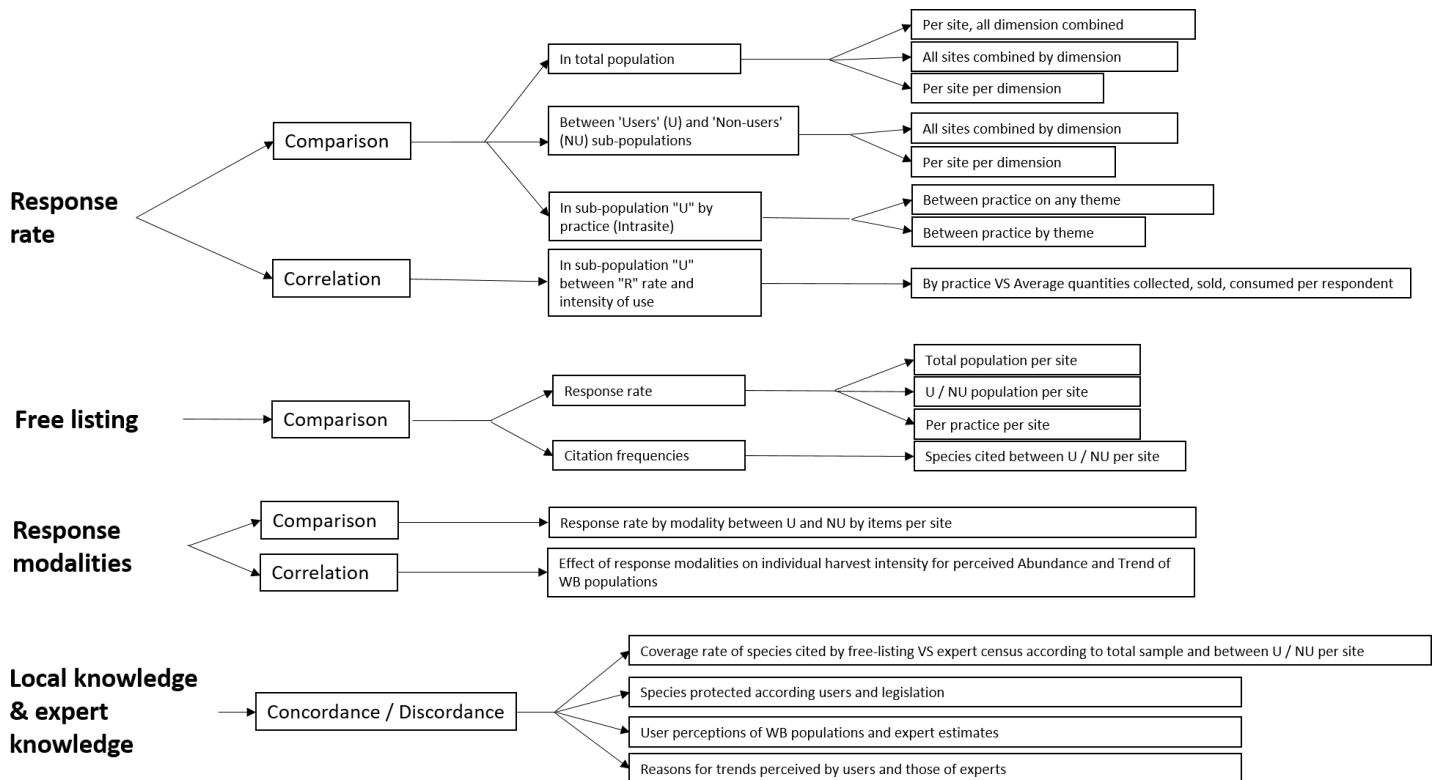 Response
rate
Comparison
In total population
Per site, all dimension combined
All sites combined by dimension
Per site per dimension
Between 'Users' (U) and 'Non-users'
(NU) sub-populations
All sites combined by dimension
Per site per dimension
In sub-population "U" by
practice (Intrasite)
Between practice on any theme
Between practice by theme
Correlation
In sub-population "U"
between "R" rate and
intensity of use
By practice VS Average quantities collected, sold, consumed per respondent
Free listing
Comparison
Response rate
Total population per site
U / NU population per site
Per practice per site
Citation frequencies
Species cited between U / NU per site
Response
modalities
Comparison
Response rate by modality between U and NU by items per site
Correlation
Effect of response modalities on individual harvest intensity for perceived Abundance and Trend of
WB populations
Local knowledge
& expert
knowledge
Concordance / Discordance
Coverage rate of species cited by free-listing VS expert census according to total sample and between U / NU per site
Species protected according users and legislation
User perceptions of WB populations and expert estimates
Reasons for trends perceived by users and those of experts